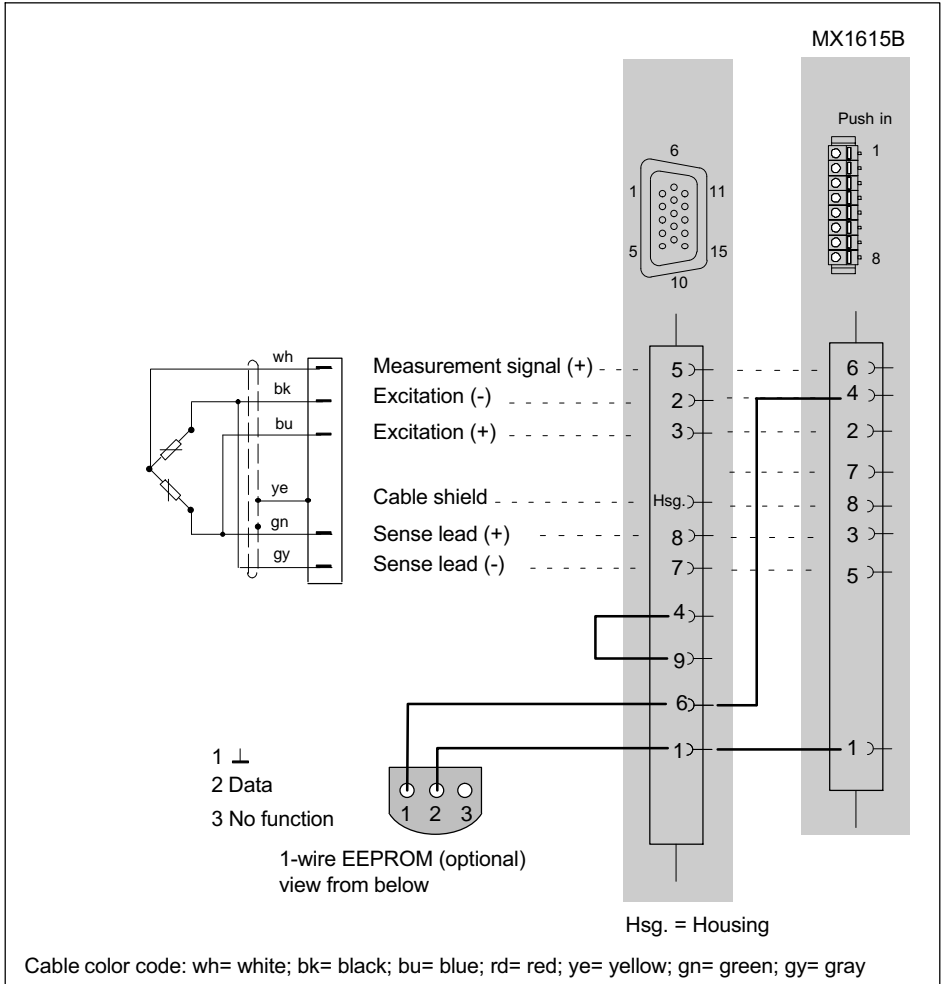 MX1615B
Push in
1
8
6
1
11
5
15
10
wh
bk
bu
ye
gn
gy
Measurement signal (+)
Excitation (-)
Excitation (+)
Cable shield
Sense lead (+)
Sense lead (-)
5
2
3
Hsg.
8
7
4
9
6
1
6
4
2
7
8
3
5
1
1 ⊥
2 Data
3 No function
1 2 3
1-wire EEPROM (optional)
view from below
Hsg. = Housing
Cable color code: wh= white; bk= black; bu= blue; rd= red; ye= yellow; gn= green; gy= gray